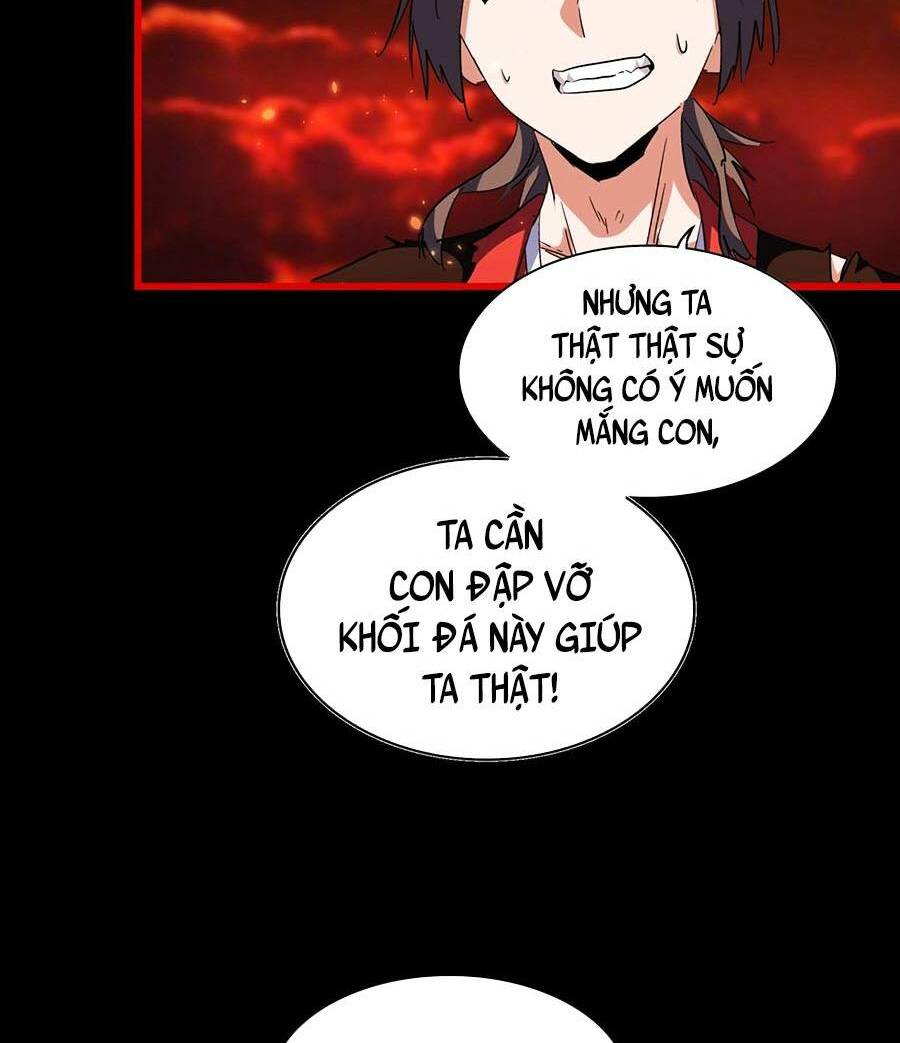 NHƯNG TA
THẬT THẬT SỰ
KHÔNG CÓ Ý MUỐN
MẮNG CON,
TA CẦN
CON ĐẬP VỠ
KHỐI ĐÁ NÀY GIÚP
TA THẬT!